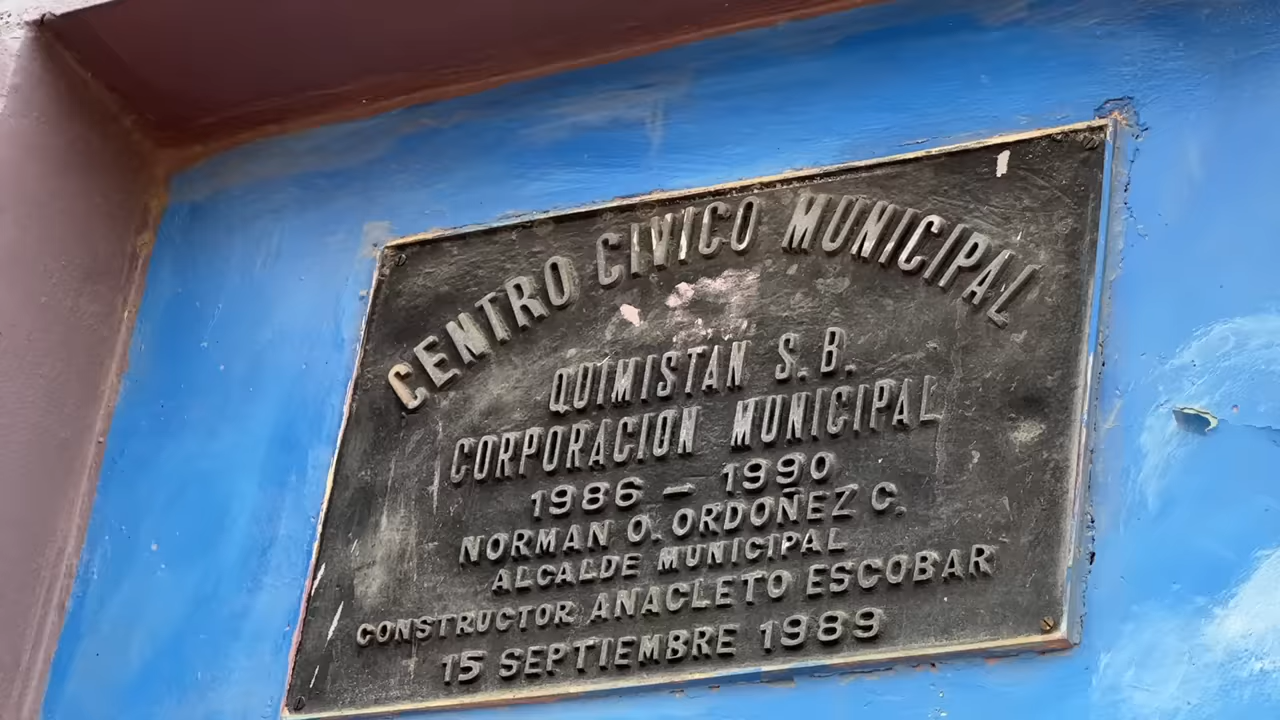 CENTRO CIVICO MUNICIPAL
QUIMISTAN S.B.
CORPORACION MUNICIPAL
1986 - 1990
NORMAN O. ORDOÑEZ C.
ALCALDE MUNICIPAL
CONSTRUCTOR ANACLETO ESCOBAR
15 SEPTIEMBRE 1989